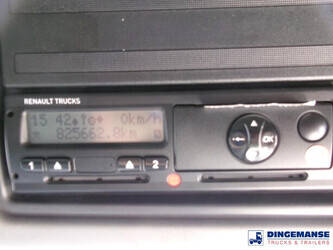 RENAULT TRUCKS
15 42 0km/h
825662.8km
1 2
OK
DINGEMANSE
TRUCKS & TRAILERS